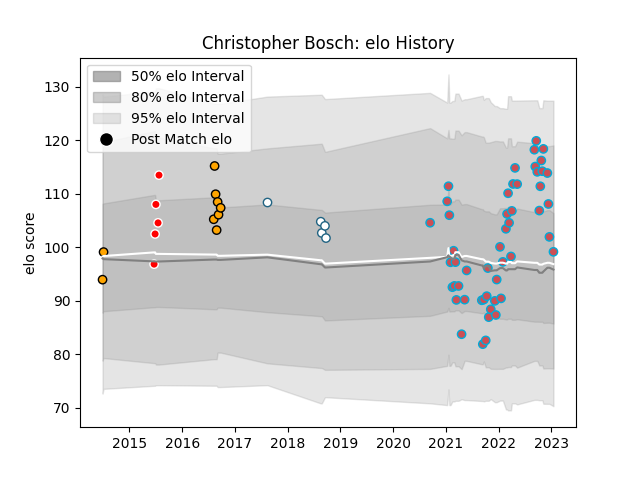 Christopher Bosch: elo History
50% elo Interval
80% elo Interval
95% elo Interval
Post Match elo
elo score
130
120
110
100
90
80
70
2015
2016
2017
2018
2019
2020
2021
2022
2023